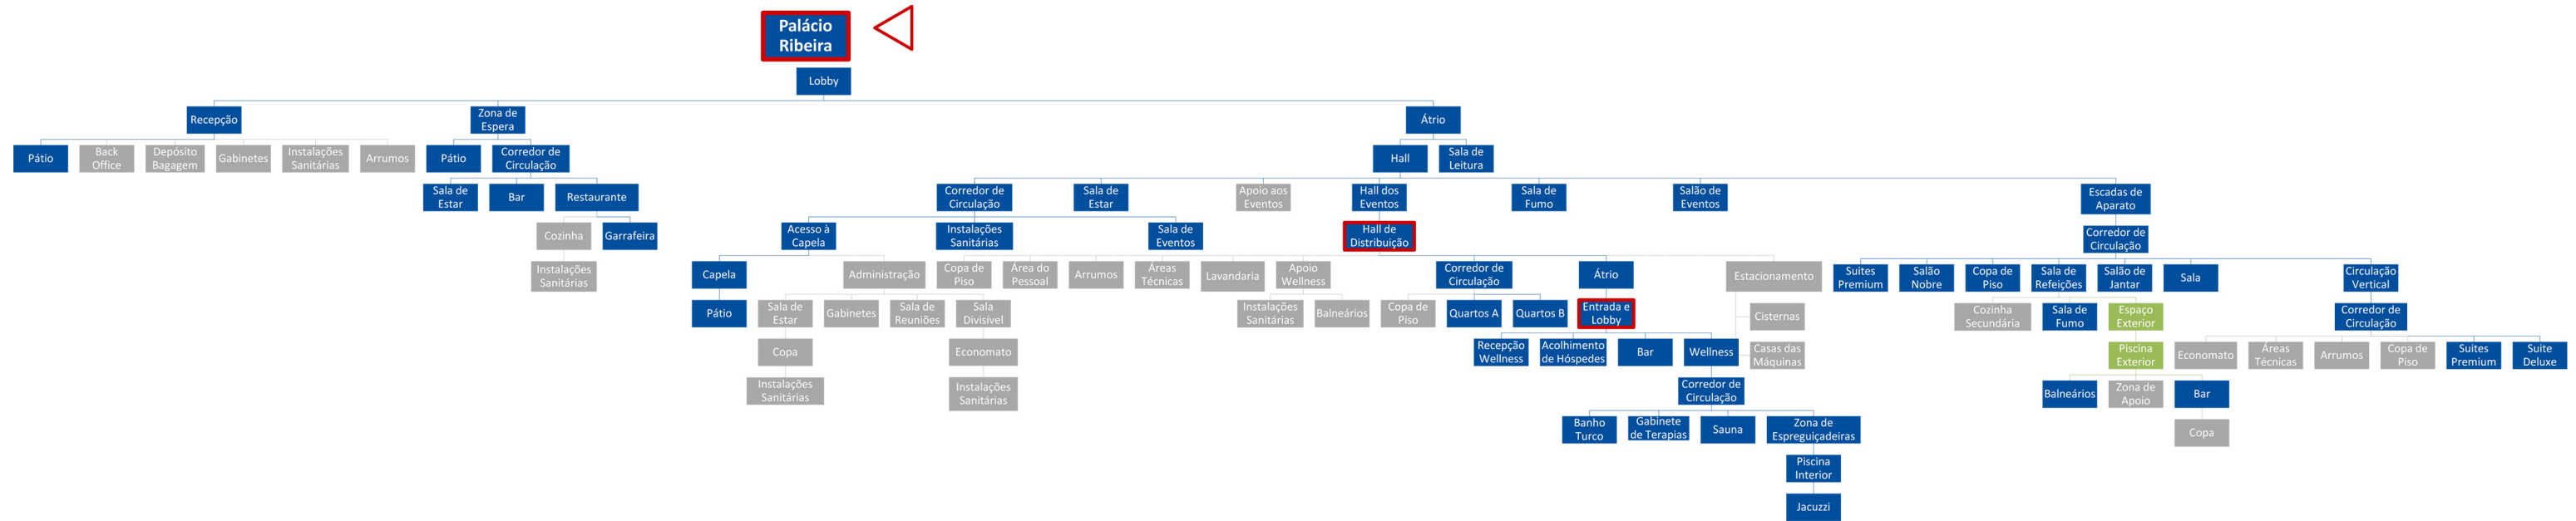 Palácio
Ribeira
Lobby
Recepção
Zona de
Espera
Átrio
Pátio
Back
Office
Depósito
Bagagem
Gabinetes
Instalações
Sanitárias
Arrumos
Pátio
Corredor de
Circulação
Hall
Sala de
Leitura
Sala de
Estar
Bar
Restaurante
Corredor de
Circulação
Sala de
Estar
Apoio aos
Eventos
Hall dos
Eventos
Sala de
Fumo
Salão de
Eventos
Escadas de
Aparato
Cozinha
Garrafeira
Acesso à
Capela
Instalações
Sanitárias
Sala de
Eventos
Hall de
Distribuição
Corredor de
Circulação
Instalações
Sanitárias
Capela
Administração
Copa de
Piso
Área do
Pessoal
Arrumos
Áreas
Técnicas
Lavandaria
Apoio
Wellness
Corredor de
Circulação
Átrio
Estacionamento
Suites
Premium
Salão
Nobre
Copa de
Piso
Sala de
Refeições
Salão de
Jantar
Sala
Circulação
Vertical
Pátio
Sala de
Estar
Gabinetes
Sala de
Reuniões
Sala
Divisível
Instalações
Sanitárias
Balneários
Copa de
Piso
Quartos A
Quartos B
Entrada e
Lobby
Cisternas
Cozinha
Secundária
Sala de
Fumo
Espaço
Exterior
Corredor de
Circulação
Copa
Economato
Recepção
Wellness
Acolhimento
de Hóspedes
Bar
Wellness
Casas das
Máquinas
Piscina
Exterior
Economato
Áreas
Técnicas
Arrumos
Copa de
Piso
Suites
Premium
Suite
Deluxe
Instalações
Sanitárias
Instalações
Sanitárias
Corredor de
Circulação
Balneários
Zona de
Apoio
Bar
Banho
Turco
Gabinete
de Terapias
Sauna
Zona de
Espreguiçadeiras
Copa
Piscina
Interior
Jacuzzi